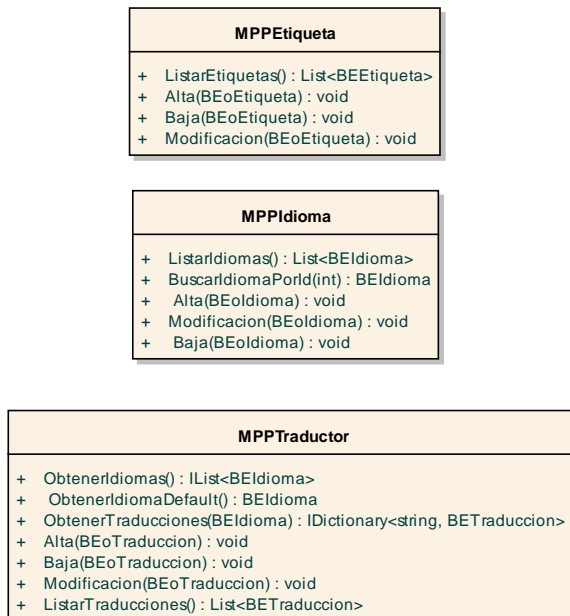 MPPEtiqueta
+ ListarEtiquetas() : List<BEEtiqueta>
+ Alta(BEoEtiqueta) : void
+ Baja(BEoEtiqueta) : void
+ Modificacion(BEoEtiqueta) : void
MPPIdioma
+ ListarIdiomas() : List<BEIdioma>
+ BuscarIdiomaPorId(int) : BEIdioma
+ Alta(BEoIdioma) : void
+ Modificacion(BEoIdioma) : void
+ Baja(BEoIdioma) : void
MPPTraductor
+ ObtenerIdiomas() : IList<BEIdioma>
+ ObtenerIdiomaDefault() : BEIdioma
+ ObtenerTraducciones(BEIdioma) : IDictionary<string, BETraduccion>
+ Alta(BEoTraduccion) : void
+ Baja(BEoTraduccion) : void
+ Modificacion(BEoTraduccion) : void
+ ListarTraducciones() : List<BETraduccion>